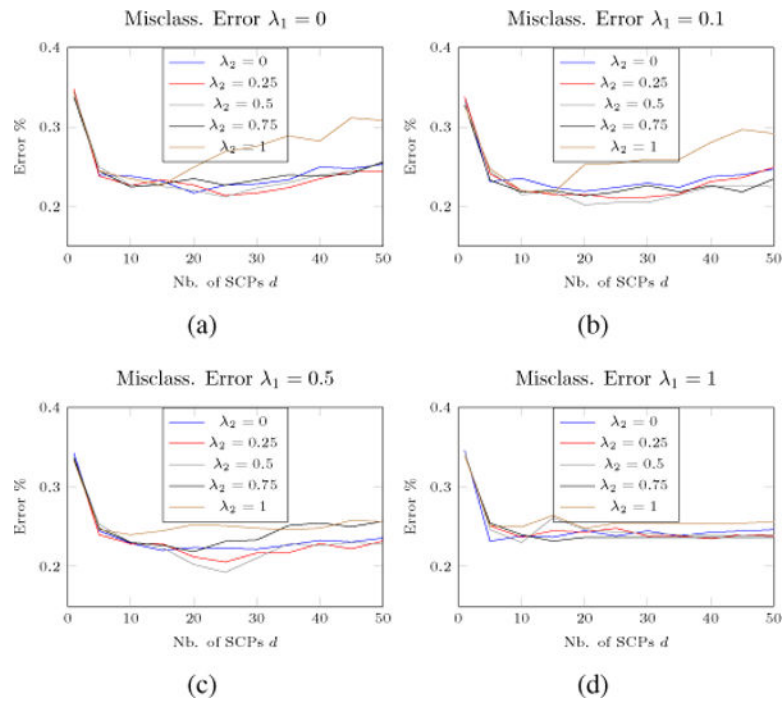 Misclass. Error λ₁ = 0
0.4
0.3
0.2
Error %
λ₂ = 0
λ₂ = 0.25
λ₂ = 0.5
λ₂ = 0.75
λ₂ = 1
0 10 20 30 40 50
Nb. of SCPs d
(a)
Misclass. Error λ₁ = 0.1
0.4
0.3
0.2
Error %
λ₂ = 0
λ₂ = 0.25
λ₂ = 0.5
λ₂ = 0.75
λ₂ = 1
0 10 20 30 40 50
Nb. of SCPs d
(b)
Misclass. Error λ₁ = 0.5
0.4
0.3
0.2
Error %
λ₂ = 0
λ₂ = 0.25
λ₂ = 0.5
λ₂ = 0.75
λ₂ = 1
0 10 20 30 40 50
Nb. of SCPs d
(c)
Misclass. Error λ₁ = 1
0.4
0.3
0.2
Error %
λ₂ = 0
λ₂ = 0.25
λ₂ = 0.5
λ₂ = 0.75
λ₂ = 1
0 10 20 30 40 50
Nb. of SCPs d
(d)